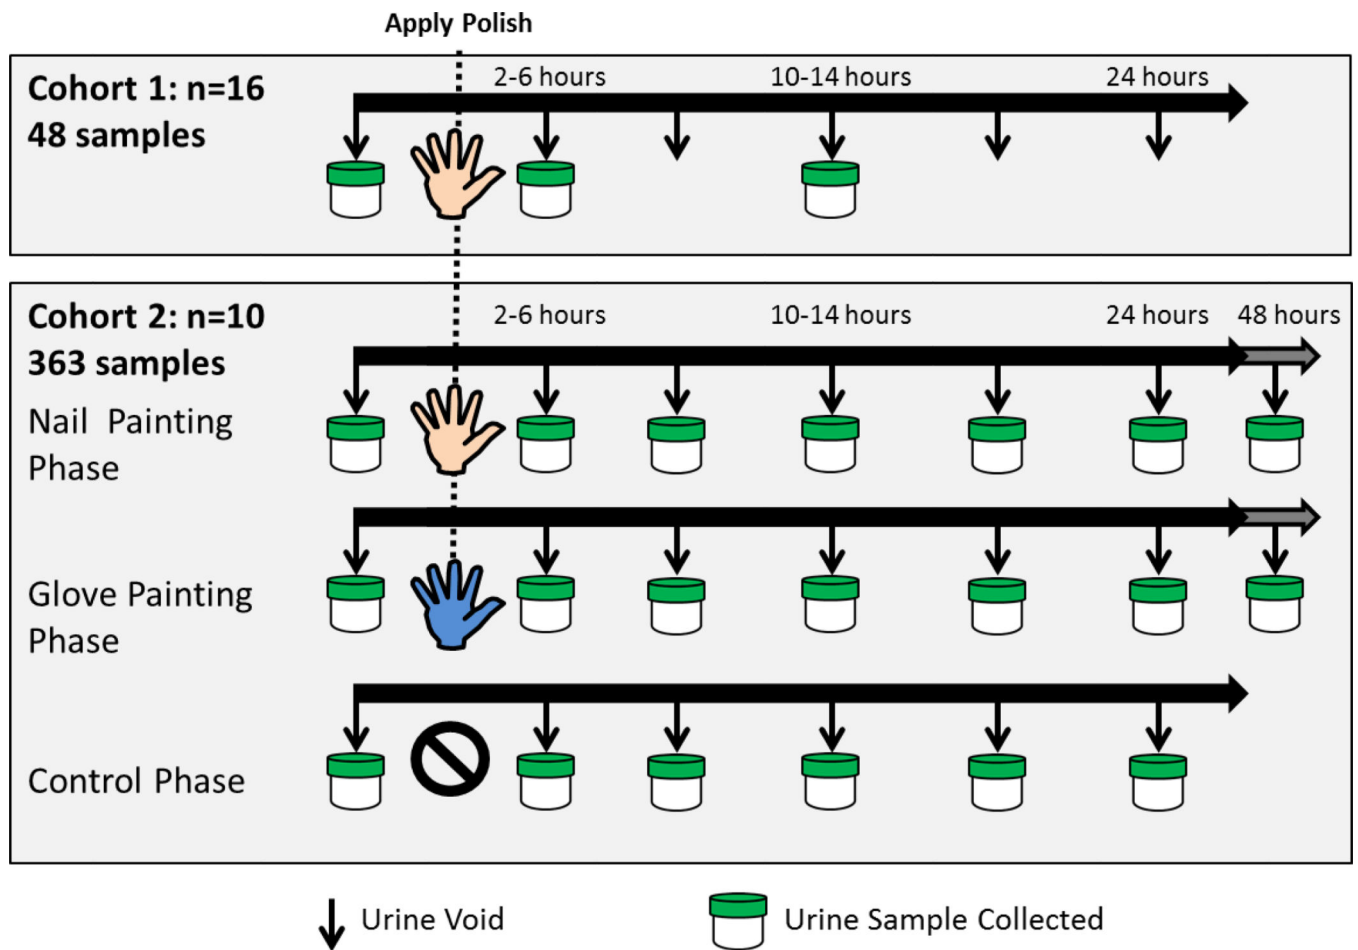 Apply Polish
Cohort 1: n=16
48 samples
2-6 hours
10-14 hours
24 hours
Cohort 2: n=10
363 samples
2-6 hours
10-14 hours
24 hours
48 hours
Nail Painting
Phase
Glove Painting
Phase
Control Phase
Urine Void
Urine Sample Collected